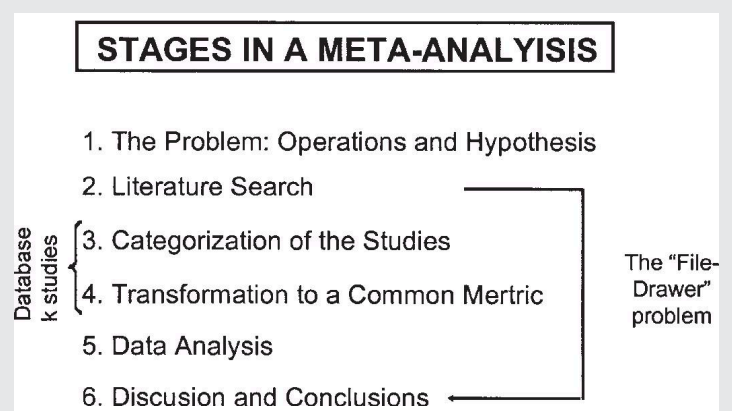 STAGES IN A META-ANALYISIS
1. The Problem: Operations and Hypothesis
2. Literature Search
Database
k studies
3. Categorization of the Studies
4. Transformation to a Common Mertric
The “File-
Drawer”
problem
5. Data Analysis
6. Discusion and Conclusions